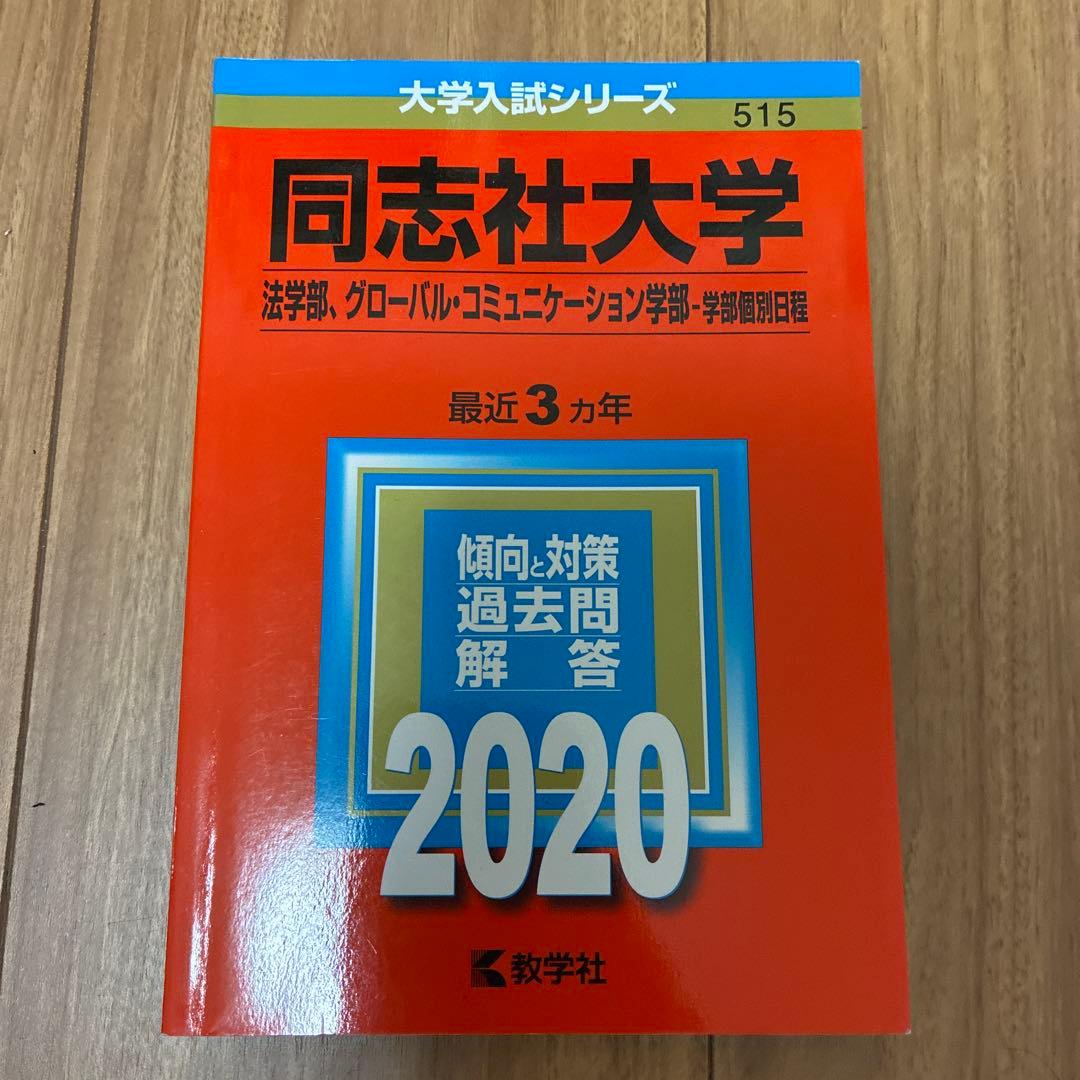 大学入試シリーズ
515
同志社大学
法学部、グローバル・コミュニケーション学部-学部個別日程
最近3ヵ年
傾向と対策
過去問
解答
2020
教学社